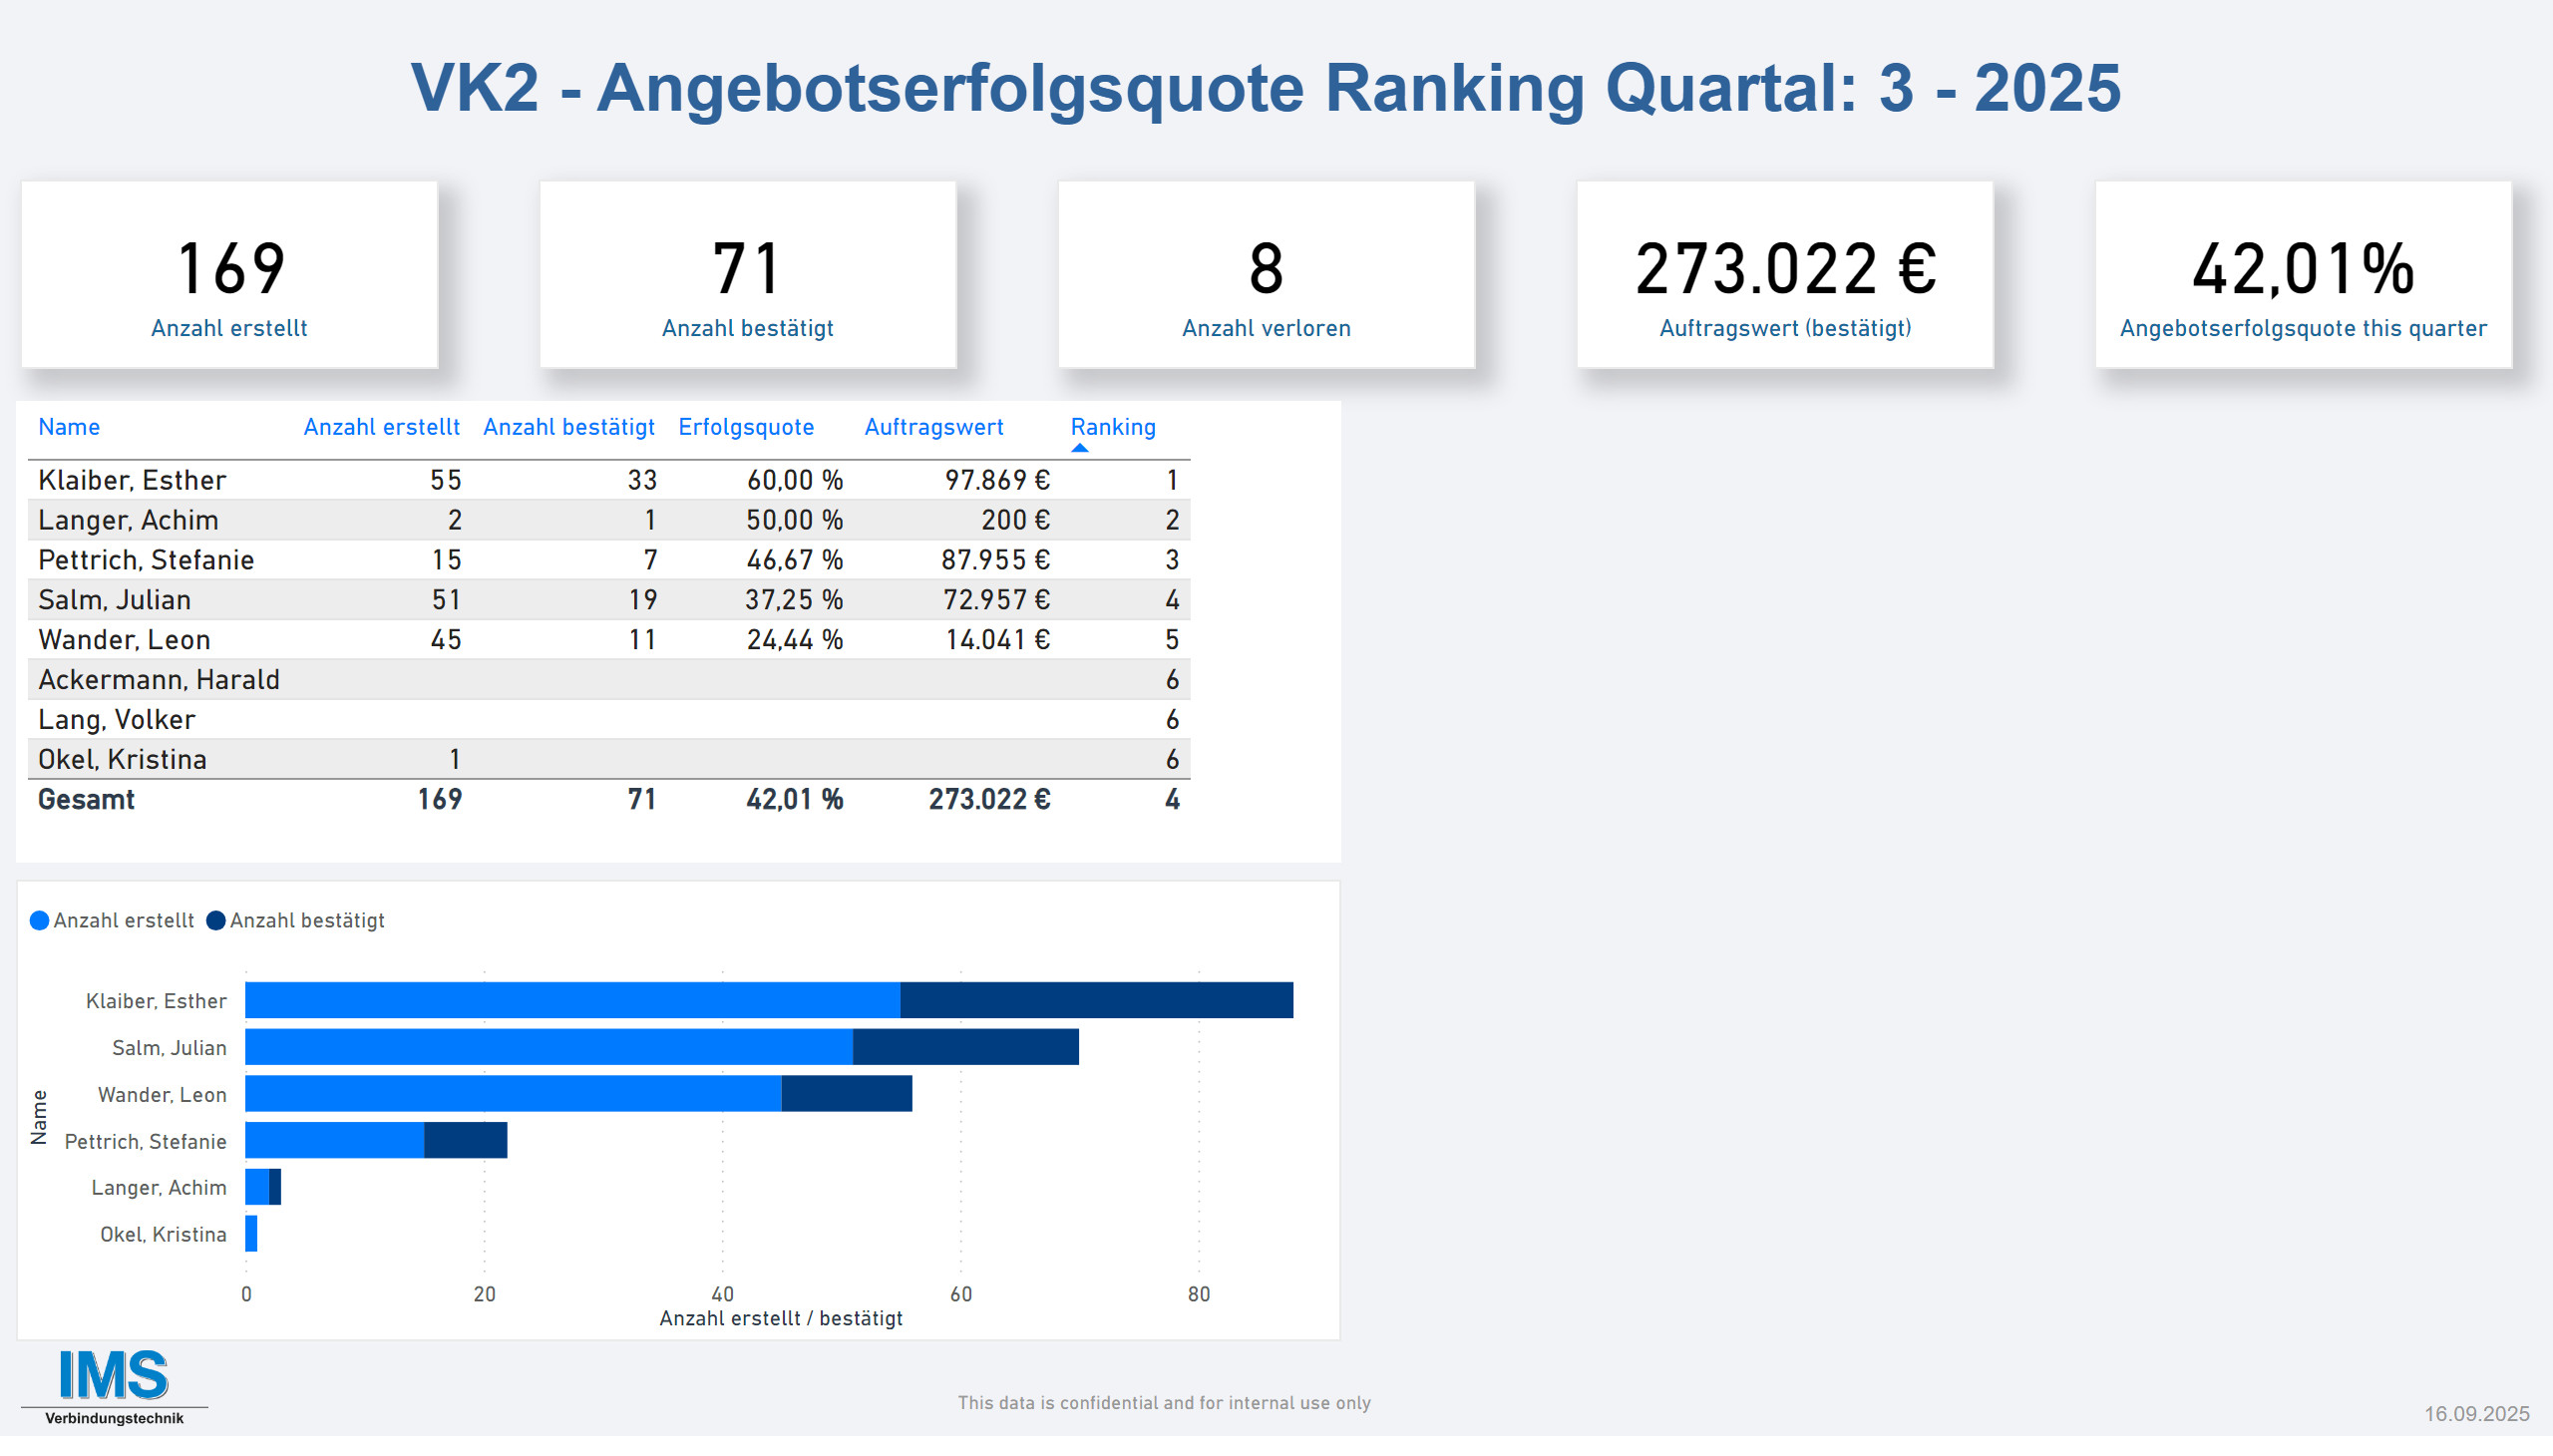 VK2 - Angebotserfolgsquote Ranking Quartal: 3 - 2025
169
Anzahl erstellt
71
Anzahl bestätigt
8
Anzahl verloren
273.022 €
Auftragswert (bestätigt)
42,01%
Angebotserfolgsquote this quarter
Name Anzahl erstellt Anzahl bestätigt Erfolgsquote Auftragswert Ranking
Klaiber, Esther 55 33 60,00 % 97.869 € 1
Langer, Achim 2 1 50,00 % 200 € 2
Pettrich, Stefanie 15 7 46,67 % 87.955 € 3
Salm, Julian 51 19 37,25 % 72.957 € 4
Wander, Leon 45 11 24,44 % 14.041 € 5
Ackermann, Harald 6
Lang, Volker 6
Okel, Kristina 1 6
Gesamt 169 71 42,01 % 273.022 € 4
Anzahl erstellt Anzahl bestätigt
Name
Klaiber, Esther
Salm, Julian
Wander, Leon
Pettrich, Stefanie
Langer, Achim
Okel, Kristina
0 20 40 60 80
Anzahl erstellt / bestätigt
IMS
Verbindungstechnik
This data is confidential and for internal use only
16.09.2025